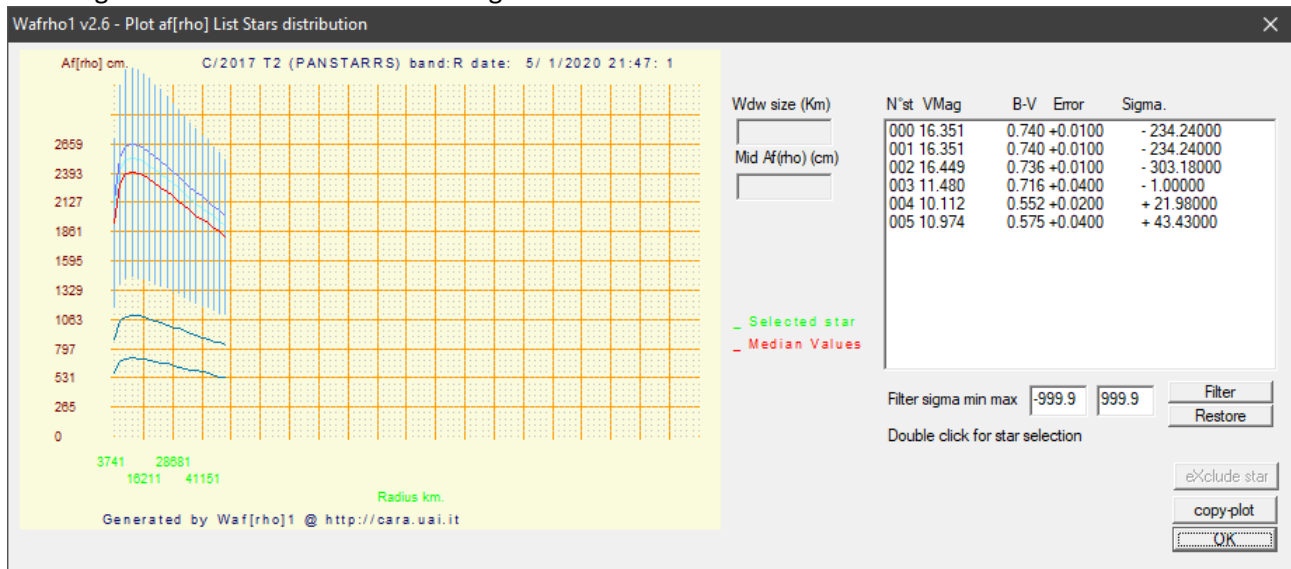 Wafrho1 v2.6 - Plot af[rho] List Stars distribution
Af[rho] cm. C/2017 T2 (PANSTARRS) band:R date: 5/ 1/2020 21:47: 1
2659
2393
2127
1861
1595
1329
1063
797
531
265
0
3741 28681
16211 41151
Radius km.
Generated by Waf[rho]1 @ http://cara.uai.it
Wdw size (Km)
Mid Af(rho) (cm)
_ Selected star
_ Median Values
N°st VMag B-V Error Sigma.
000 16.351 0.740 +0.0100 - 234.24000
001 16.351 0.740 +0.0100 - 234.24000
002 16.449 0.736 +0.0100 - 303.18000
003 11.480 0.716 +0.0400 - 1.00000
004 10.112 0.552 +0.0200 + 21.98000
005 10.974 0.575 +0.0400 + 43.43000
Filter sigma min max -999.9 999.9 Filter
Restore
Double click for star selection
eXclude star
copy-plot
OK